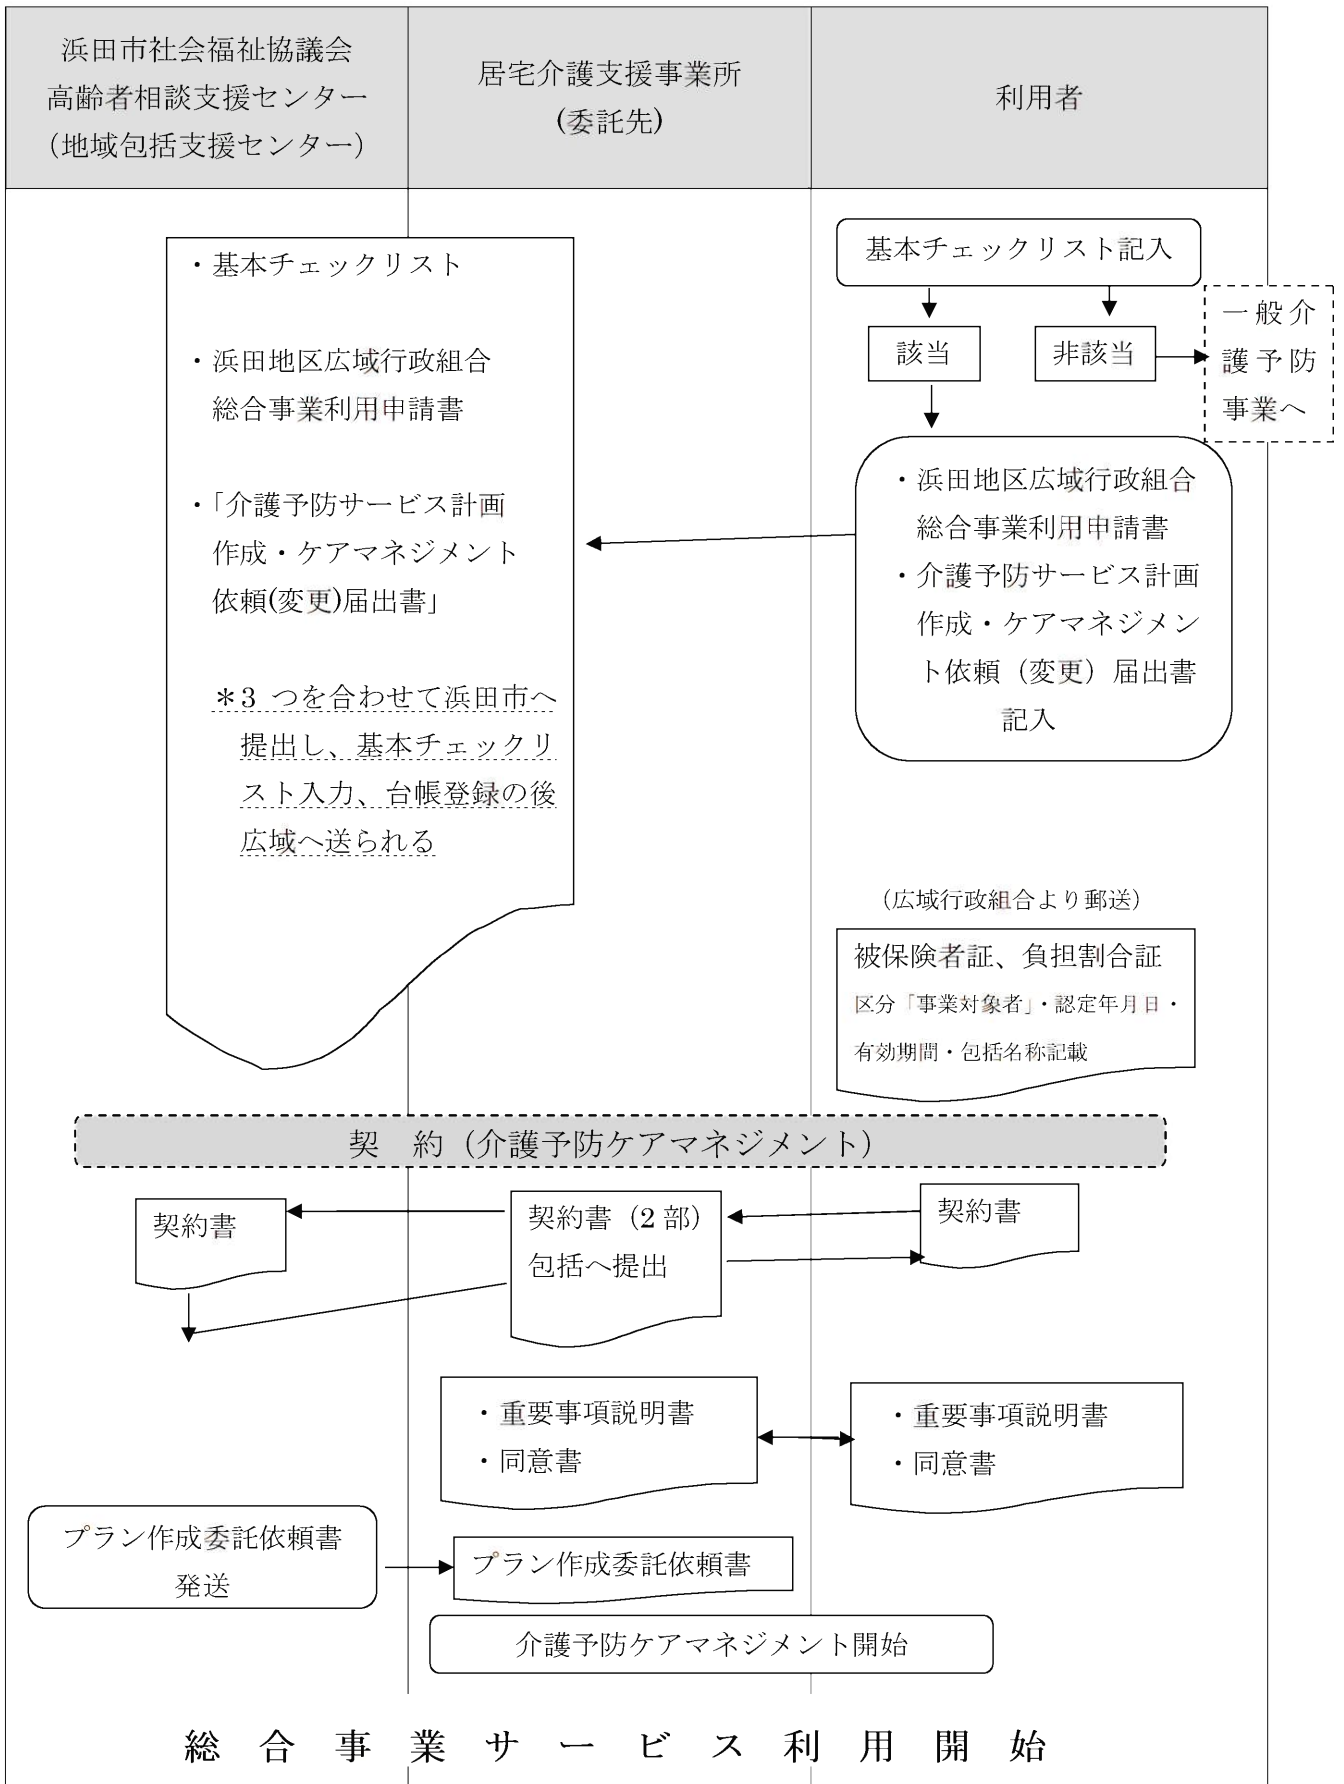 浜田市社会福祉協議会
高齢者相談支援センター
（地域包括支援センター）
居宅介護支援事業所
(委託先)
利用者
基本チェックリスト記入
該当
非該当
一般介
護予防
事業へ
・浜田地区広域行政組合
総合事業利用申請書
・介護予防サービス計画
作成・ケアマネジメン
ト依頼（変更）届出書
記入
・基本チェックリスト
・浜田地区広域行政組合
総合事業利用申請書
・「介護予防サービス計画
作成・ケアマネジメント
依頼(変更)届出書」
＊3 つを合わせて浜田市へ
提出し、基本チェックリ
スト入力、台帳登録の後
広域へ送られる
（広域行政組合より郵送）
被保険者証、負担割合証
区分「事業対象者」・認定年月日・
有効期間・包括名称記載
契　約（介護予防ケアマネジメント）
契約書
契約書（2 部）
包括へ提出
契約書
・重要事項説明書
・同意書
・重要事項説明書
・同意書
プラン作成委託依頼書
発送
プラン作成委託依頼書
介護予防ケアマネジメント開始
総合事業サービス利用開始